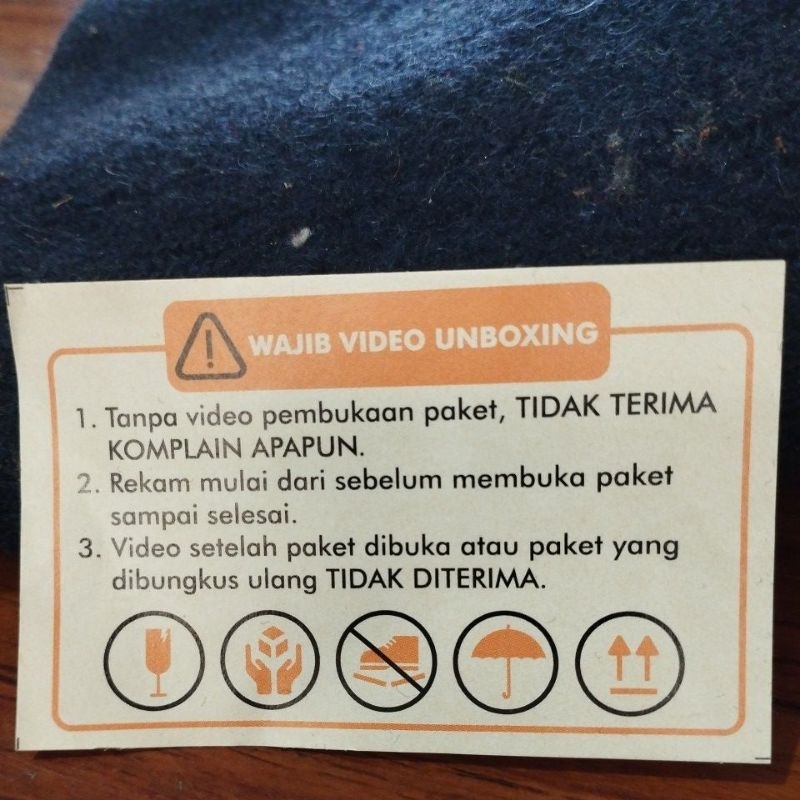 WAJIB VIDEO UNBOXING
1. Tanpa video pembukaan paket, TIDAK TERIMA
KOMPLAIN APAPUN.
2. Rekam mulai dari sebelum membuka paket
sampai selesai.
3. Video setelah paket dibuka atau paket yang
dibungkus ulang TIDAK DITERIMA.